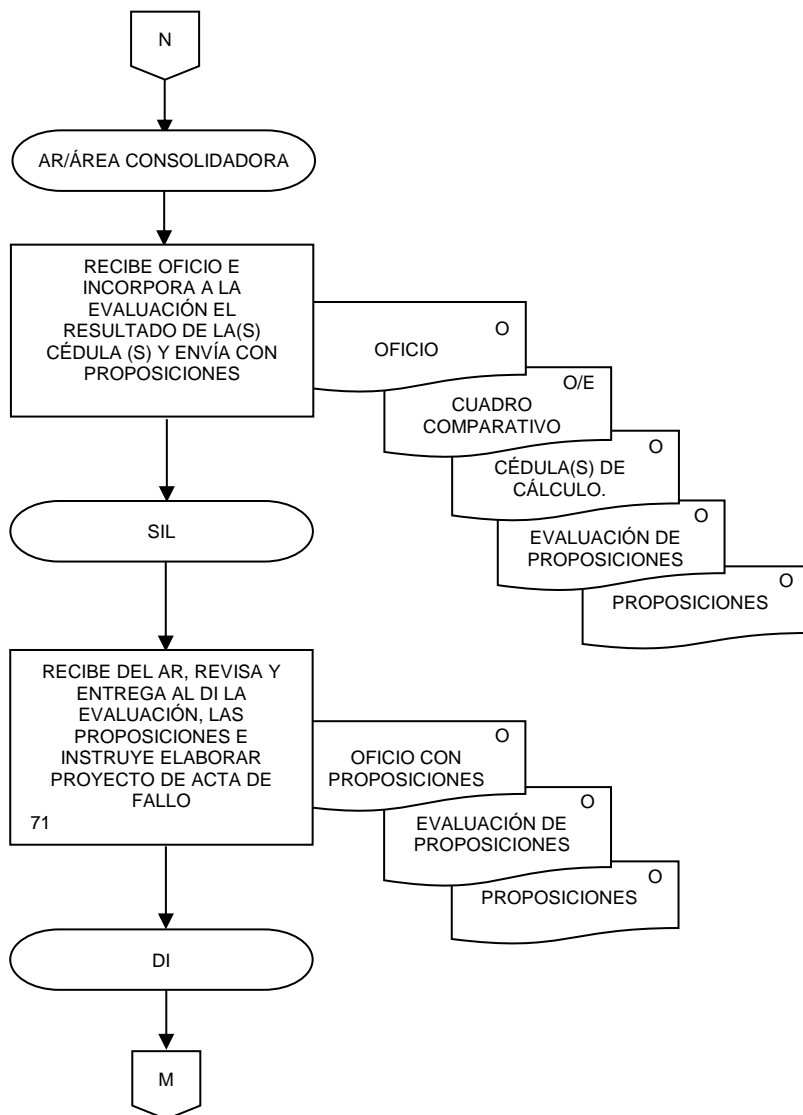 N
AR/ÁREA CONSOLIDADORA
RECIBE OFICIO E
INCORPORA A LA
EVALUACIÓN EL
RESULTADO DE LA(S)
CÉDULA (S) Y ENVÍA CON
PROPOSICIONES
O
OFICIO
O/E
CUADRO
COMPARATIVO
O
CÉDULA(S) DE
CÁLCULO.
O
EVALUACIÓN DE
PROPOSICIONES
O
PROPOSICIONES
SIL
RECIBE DEL AR, REVISA Y
ENTREGA AL DI LA
EVALUACIÓN, LAS
PROPOSICIONES E
INSTRUYE ELABORAR
PROYECTO DE ACTA DE
FALLO
71
O
OFICIO CON
PROPOSICIONES
O
EVALUACIÓN DE
PROPOSICIONES
O
PROPOSICIONES
DI
M